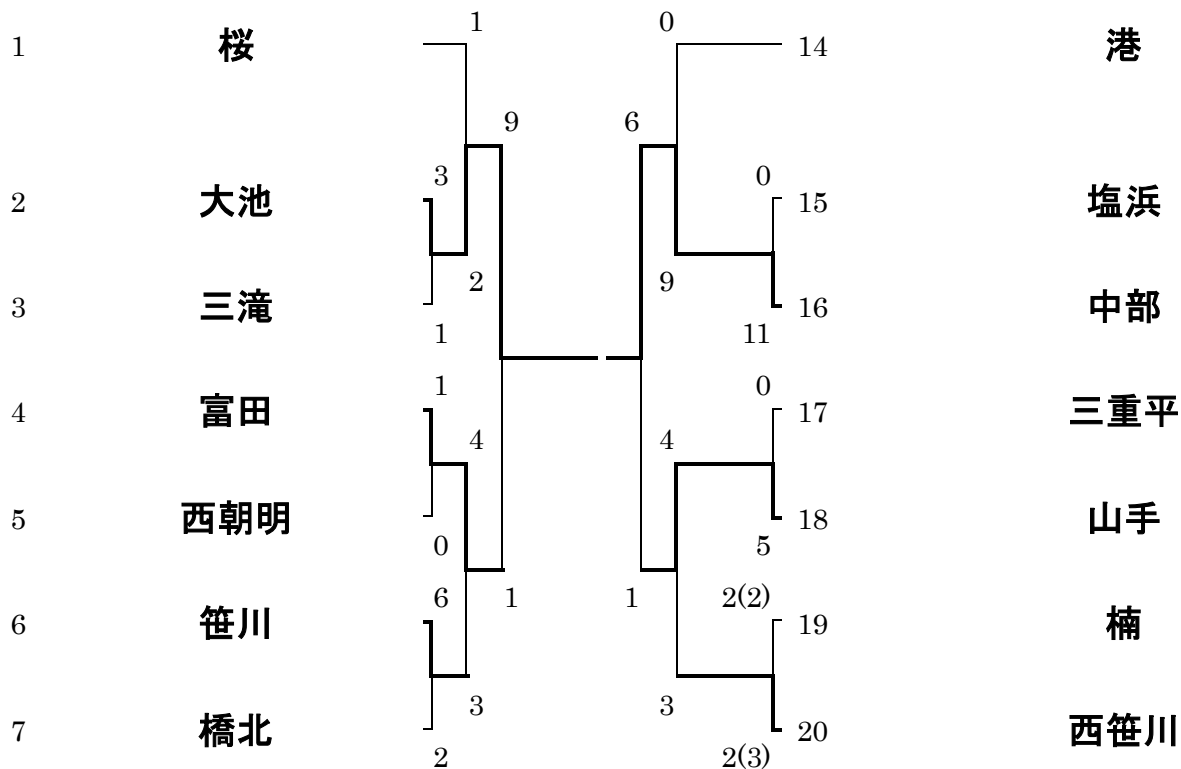 1 0
1 桜 14 港
9 6
3 0
2 大池 15 塩浜
2 9
3 三滝 16 中部
1 11
1 0
4 富田 17 三重平
4 4
5 西朝明 18 山手
0 5
6 1 1 2(2)
6 笹川 19 楠
3 3
7 橋北 20 西笹川
2 2(3)